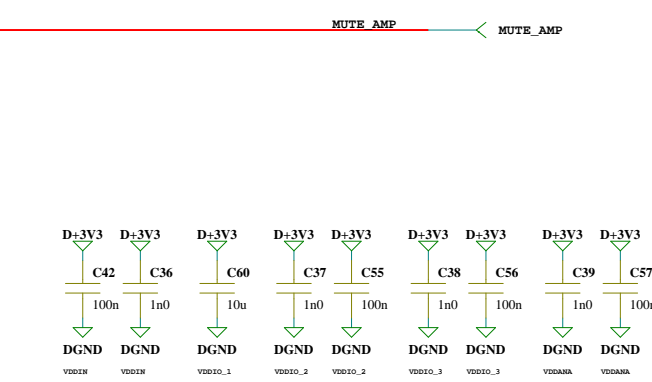 MUTE_AMP
MUTE_AMP
D+3V3 D+3V3 D+3V3 D+3V3 D+3V3 D+3V3 D+3V3 D+3V3 D+3V3
C42 C36 C60 C37 C55 C38 C56 C39 C57
100n 1n0 10u 1n0 100n 1n0 100n 1n0 100n
DGND DGND DGND DGND DGND DGND DGND DGND DGND
VDDIN VDDIN VDDIO_1 VDDIO_2 VDDIO_2 VDDIO_3 VDDIO_3 VDDANA VDDANA